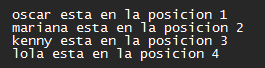 oscar esta en la posicion 1
mariana esta en la posicion 2
kenny esta en la posicion 3
lola esta en la posicion 4